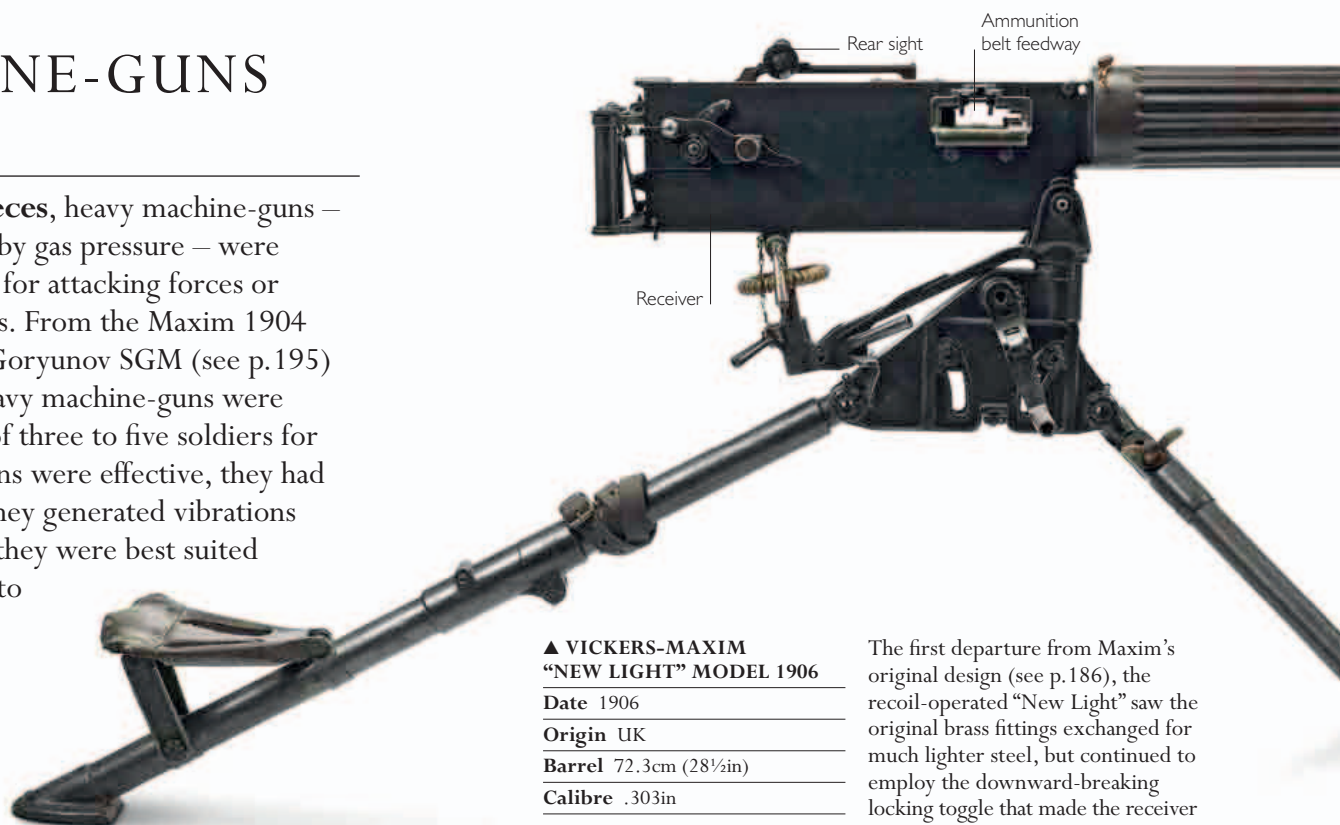 NE-GUNS
eces, heavy machine-guns –
by gas pressure – were
for attacking forces or
s. From the Maxim 1904
Goryunov SGM (see p.195)
avy machine-guns were
of three to five soldiers for
ns were effective, they had
hey generated vibrations
they were best suited
to
Rear sight
Ammunition
belt feedway
Receiver
▲ VICKERS-MAXIM
“NEW LIGHT” MODEL 1906
Date 1906
Origin UK
Barrel 72.3cm (28½in)
Calibre .303in
The first departure from Maxim’s
original design (see p.186), the
recoil-operated “New Light” saw the
original brass fittings exchanged for
much lighter steel, but continued to
employ the downward-breaking
locking toggle that made the receiver